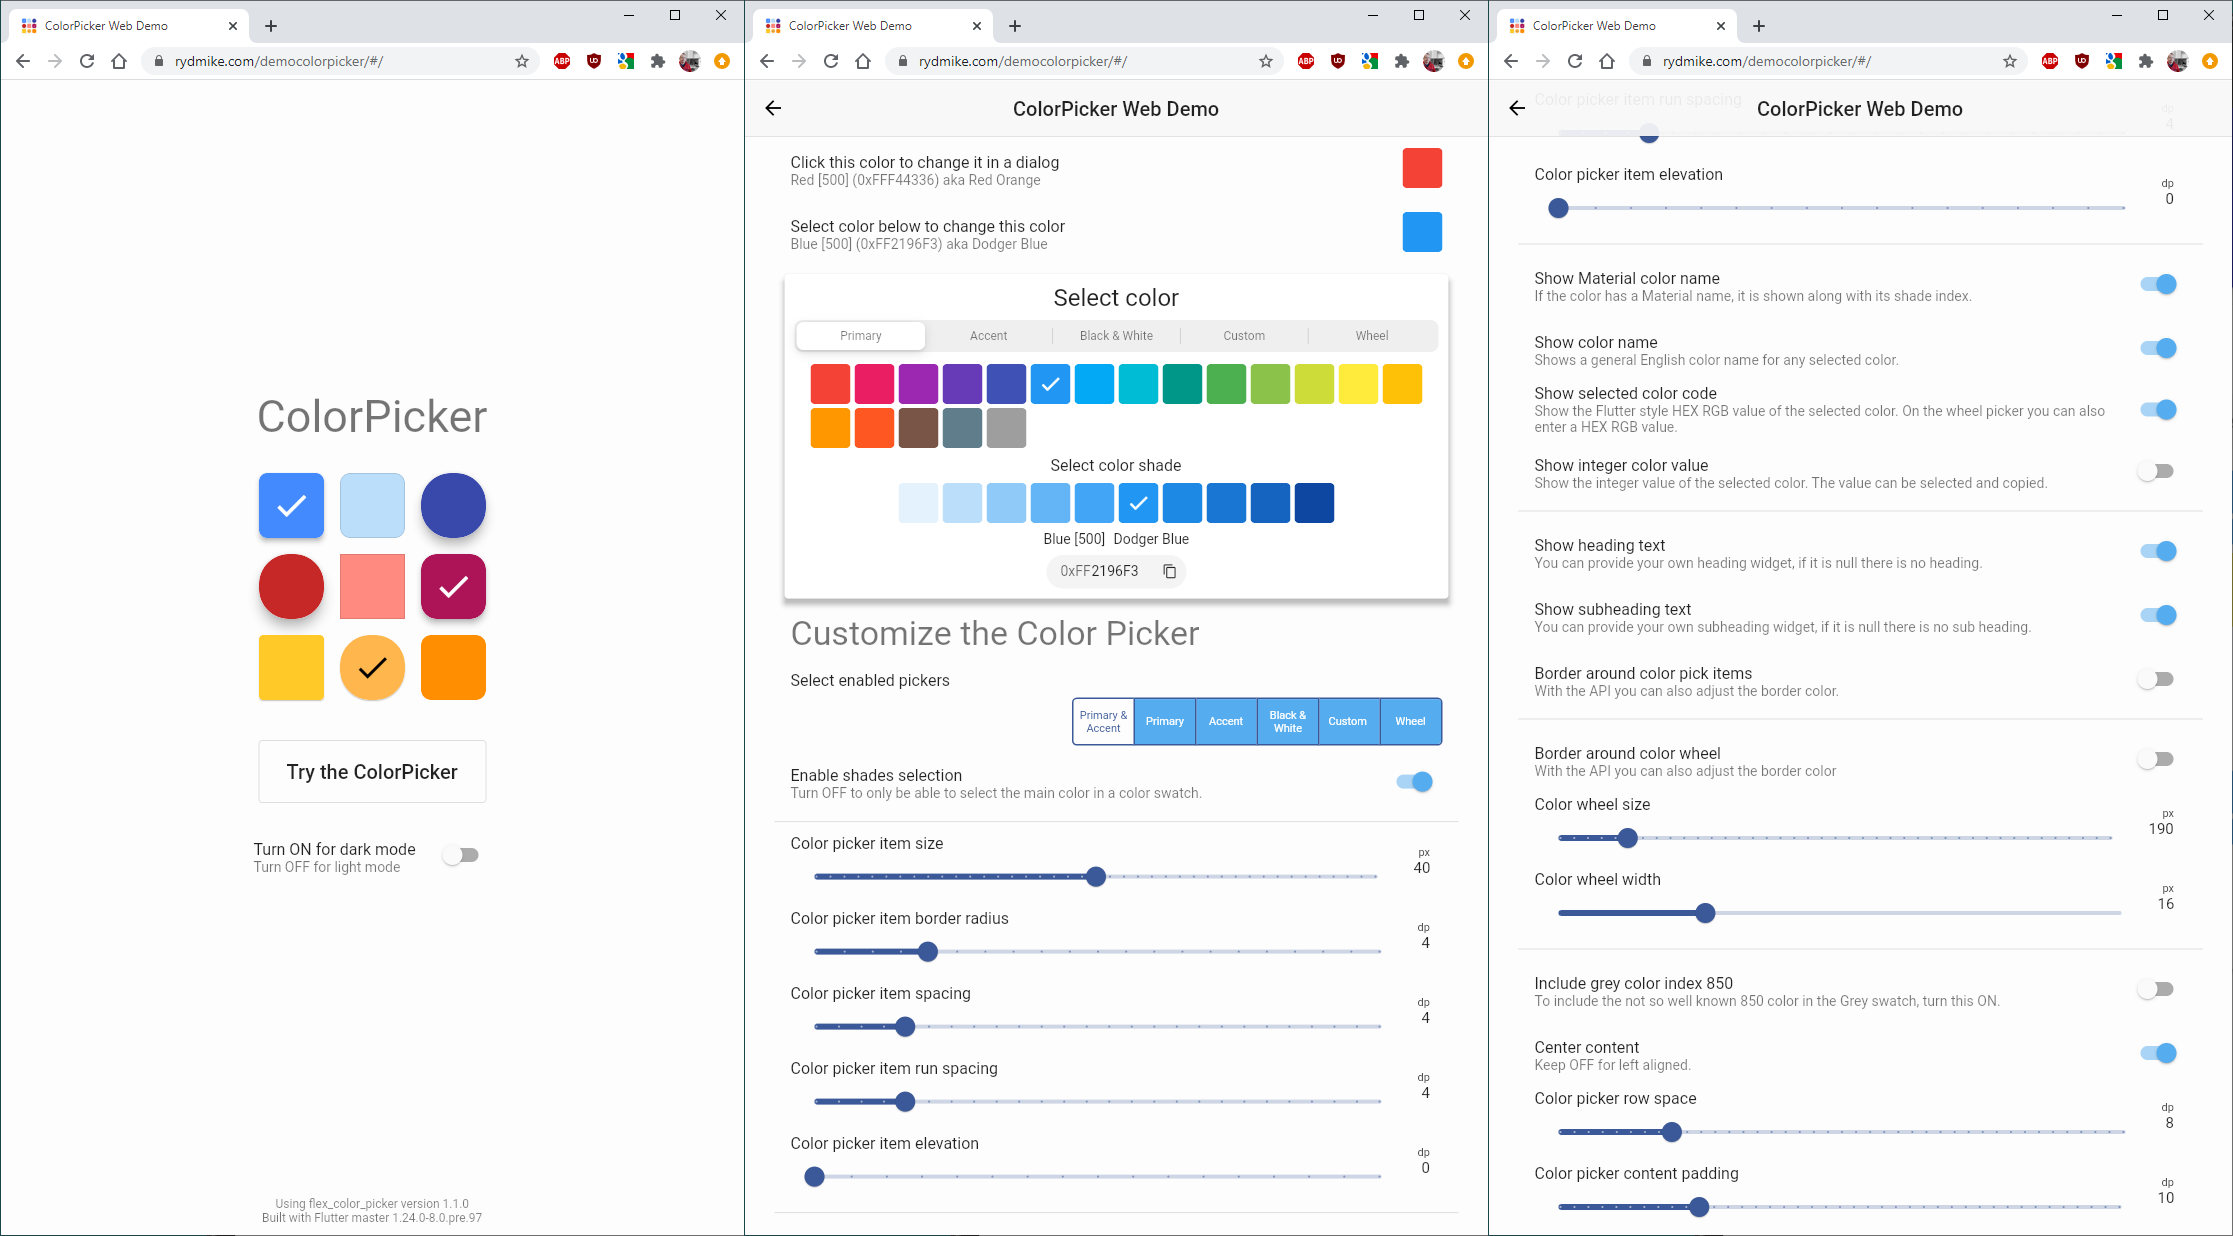 ColorPicker Web Demo
rydmike.com/democolorpicker/#/
ABP
ColorPicker
Try the ColorPicker
Turn ON for dark mode
Turn OFF for light mode
Using flex_color_picker version 1.1.0
Built with Flutter master 1.24.0-8.0.pre.97
ColorPicker Web Demo
rydmike.com/democolorpicker/#/
ABP
ColorPicker Web Demo
Click this color to change it in a dialog
Red [500] (0xFFF44336) aka Red Orange
Select color below to change this color
Blue [500] (0xFF2196F3) aka Dodger Blue
Select color
Primary Accent Black & White Custom Wheel
Select color shade
Blue [500] Dodger Blue
0xFF2196F3
Customize the Color Picker
Select enabled pickers
Primary & Accent Primary Accent Black & White Custom Wheel
Enable shades selection
Turn OFF to only be able to select the main color in a color swatch.
Color picker item size
px
40
Color picker item border radius
dp
4
Color picker item spacing
dp
4
Color picker item run spacing
dp
4
Color picker item elevation
dp
0
ColorPicker Web Demo
rydmike.com/democolorpicker/#/
ABP
Color picker item run spacing
dp
4
ColorPicker Web Demo
Color picker item elevation
dp
0
Show Material color name
If the color has a Material name, it is shown along with its shade index.
Show color name
Shows a general English color name for any selected color.
Show selected color code
Show the Flutter style HEX RGB value of the selected color. On the wheel picker you can also
enter a HEX RGB value.
Show integer color value
Show the integer value of the selected color. The value can be selected and copied.
Show heading text
You can provide your own heading widget, if it is null there is no heading.
Show subheading text
You can provide your own subheading widget, if it is null there is no sub heading.
Border around color pick items
With the API you can also adjust the border color.
Border around color wheel
With the API you can also adjust the border color
Color wheel size
px
190
Color wheel width
px
16
Include grey color index 850
To include the not so well known 850 color in the Grey swatch, turn this ON.
Center content
Keep OFF for left aligned.
Color picker row space
dp
8
Color picker content padding
dp
10